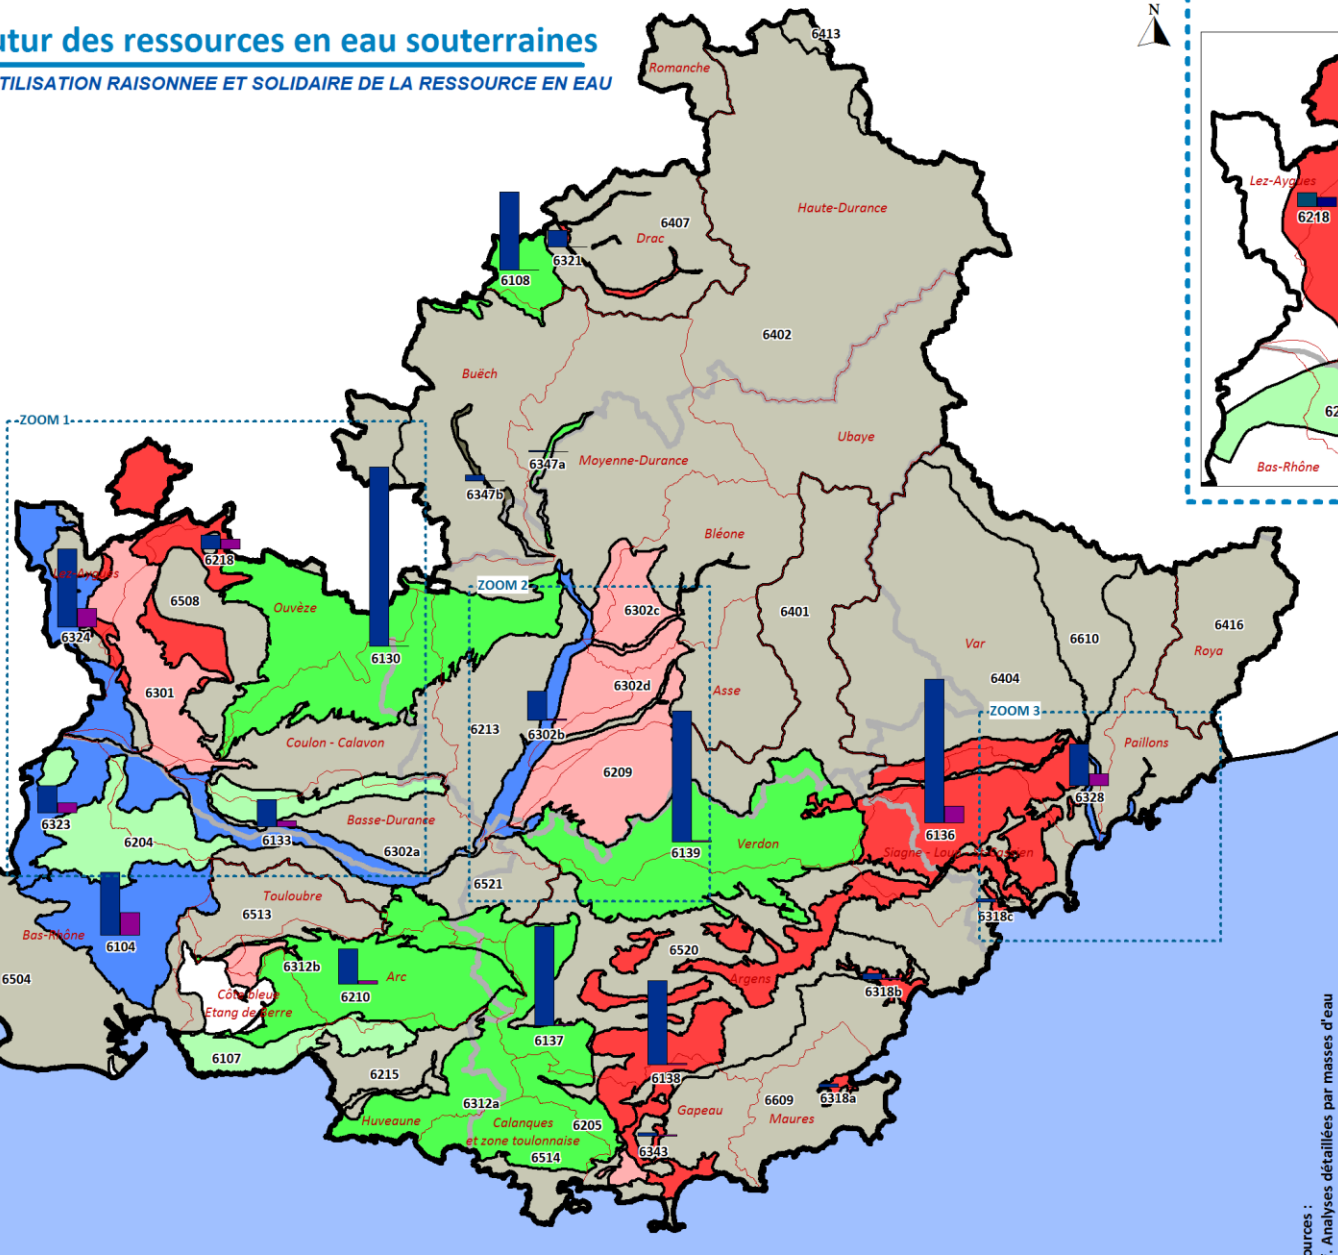 utur des ressources en eau souterraines
TILISATION RAISONNEE ET SOLIDAIRE DE LA RESSOURCE EN EAU
N
6413
Romanche
Lez-Aygues
6218
Haute-Durance
6407
Drac
6321
6108
6402
Buëch
62
Bas-Rhône
ZOOM 1
Ubaye
Moyenne-Durance
6347a
6347b
Bléone
6218
Lez-Aygues
ZOOM 2
6508
Ouvèze
6302c
6401
6324
6130
Var
6610
6416
Roya
6301
6302d
Asse
6404
ZOOM 3
Coulon - Calavon
6213
6302b
Paillons
6209
6328
6323
Basse-Durance
6204
6133
6302a
6139
Verdon
6136
Siagne - Loup
6521
Touloubre
6513
6318c
Bas-Rhône
6104
6520
6504
6312b
Arc
Argens
6210
6318b
Côte bleue
Etang de Berre
6137
6107
6215
6138
6318a
6312a
6609
Gapeau
Maures
Huveaune
Calanques
et zone toulonnaise
6205
6514
6343
ources :
Analyses détaillées par masses d'eau